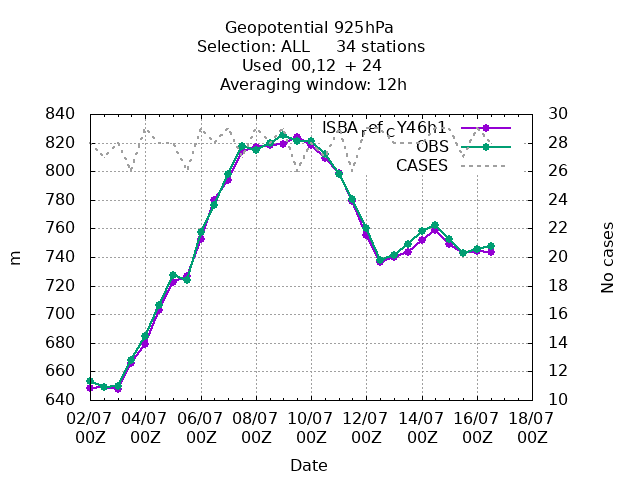 Geopotential 925hPa
Selection: ALL 34 stations
Used 00,12 + 24
Averaging window: 12h
840 30
ISBA_ref_CY46h1
820 28
OBS
CASES
800 26
780 24
760 22
m
No cases
740 20
720 18
700 16
680 14
660 12
640 10
02/07 04/07 06/07 08/07 10/07 12/07 14/07 16/07 18/07
00Z 00Z 00Z 00Z 00Z 00Z 00Z 00Z 00Z
Date